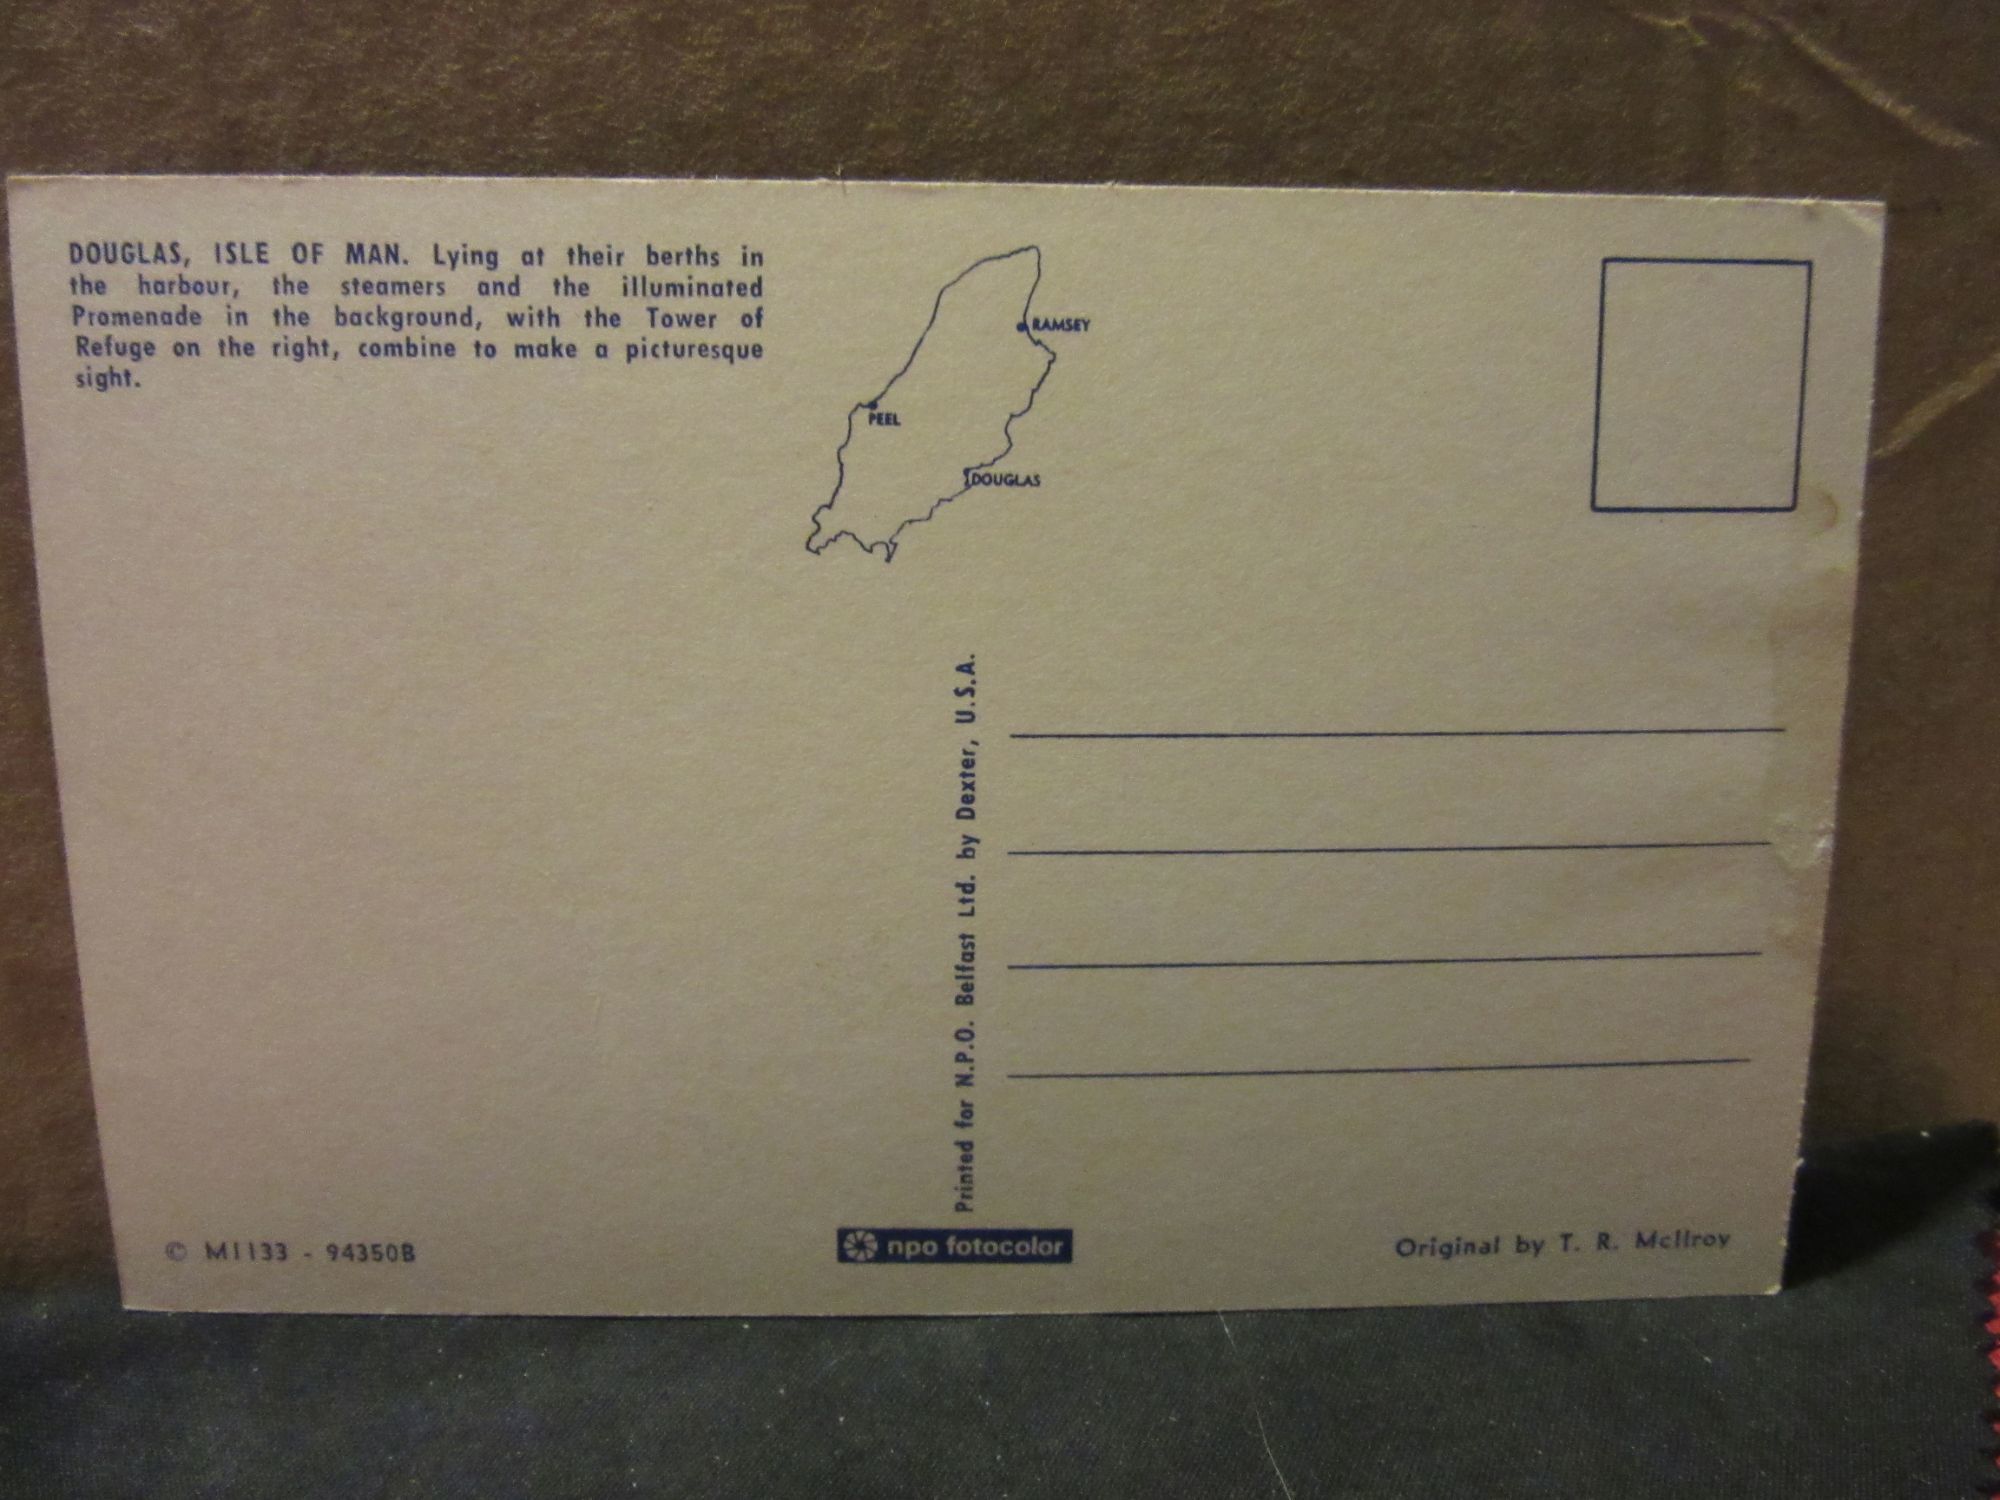 DOUGLAS, ISLE OF MAN. Lying at their berths in
the harbour, the steamers and the illuminated
Promenade in the background, with the Tower of
Refuge on the right, combine to make a picturesque
sight.
RAMSEY
PEEL
DOUGLAS
Printed for N.P.O. Belfast Ltd. by Dexter, U.S.A.
© M1133 - 94350B
npo fotocolor
Original by T. R. McIlroy